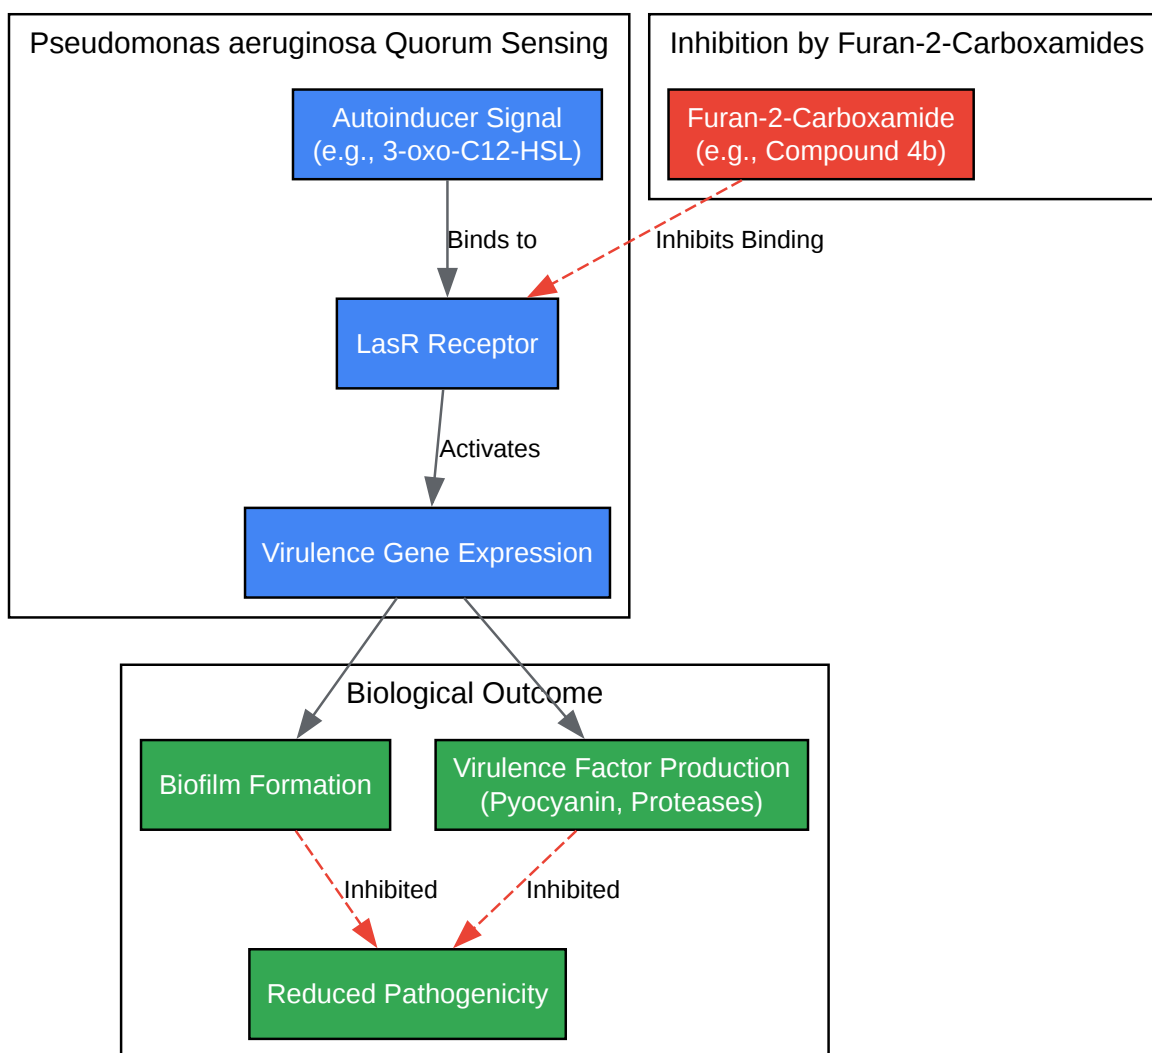 Pseudomonas aeruginosa Quorum Sensing
Inhibition by Furan-2-Carboxamides
Autoinducer Signal
(e.g., 3-oxo-C12-HSL)
Furan-2-Carboxamide
(e.g., Compound 4b)
Binds to
Inhibits Binding
LasR Receptor
Activates
Virulence Gene Expression
Biological Outcome
Biofilm Formation
Virulence Factor Production
(Pyocyanin, Proteases)
Inhibited
Inhibited
Reduced Pathogenicity